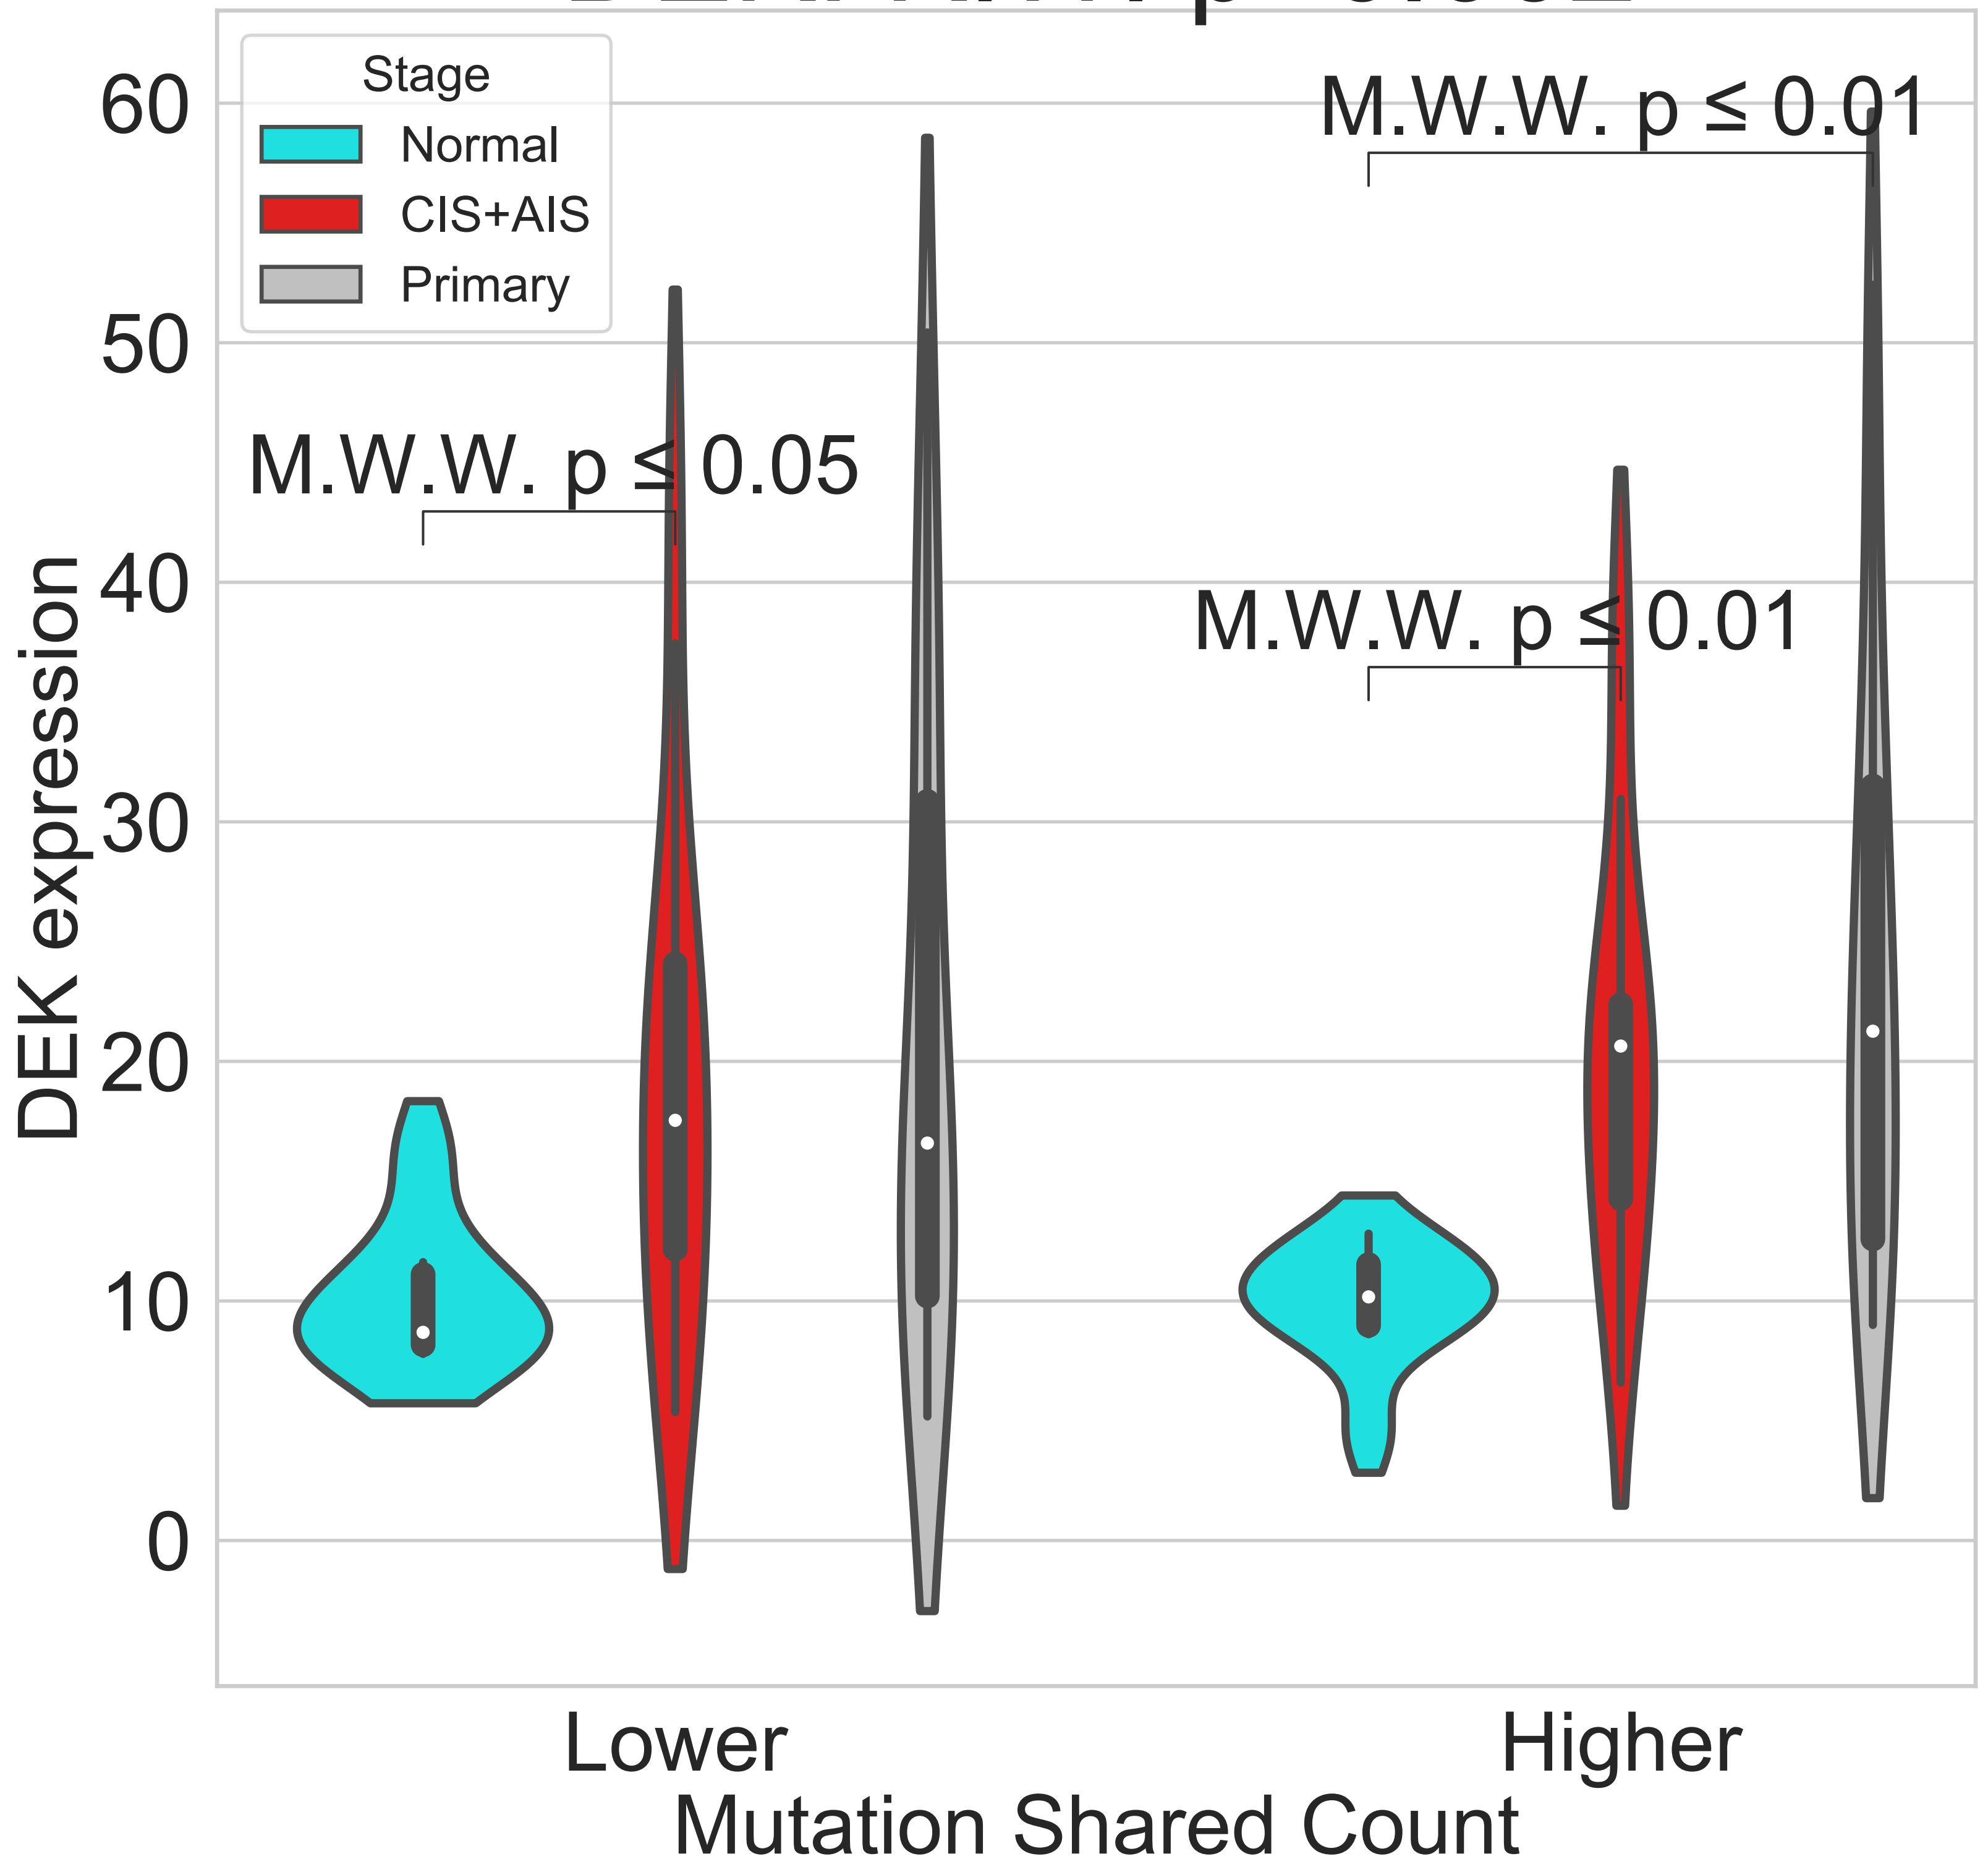 Stage
Normal
CIS+AIS
Primary
M.W.W. p ≤ 0.01
M.W.W. p ≤ 0.05
M.W.W. p ≤ 0.01
60
50
40
30
20
10
0
DEK expression
Lower
Higher
Mutation Shared Count